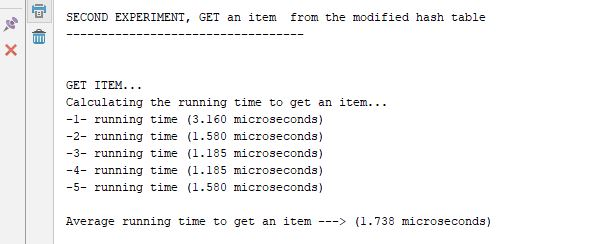 SECOND EXPERIMENT, GET an item  from the modified hash table
----------------------------------
GET ITEM...
Calculating the running time to get an item...
-1- running time (3.160 microseconds)
-2- running time (1.580 microseconds)
-3- running time (1.185 microseconds)
-4- running time (1.185 microseconds)
-5- running time (1.580 microseconds)
Average running time to get an item ---> (1.738 microseconds)